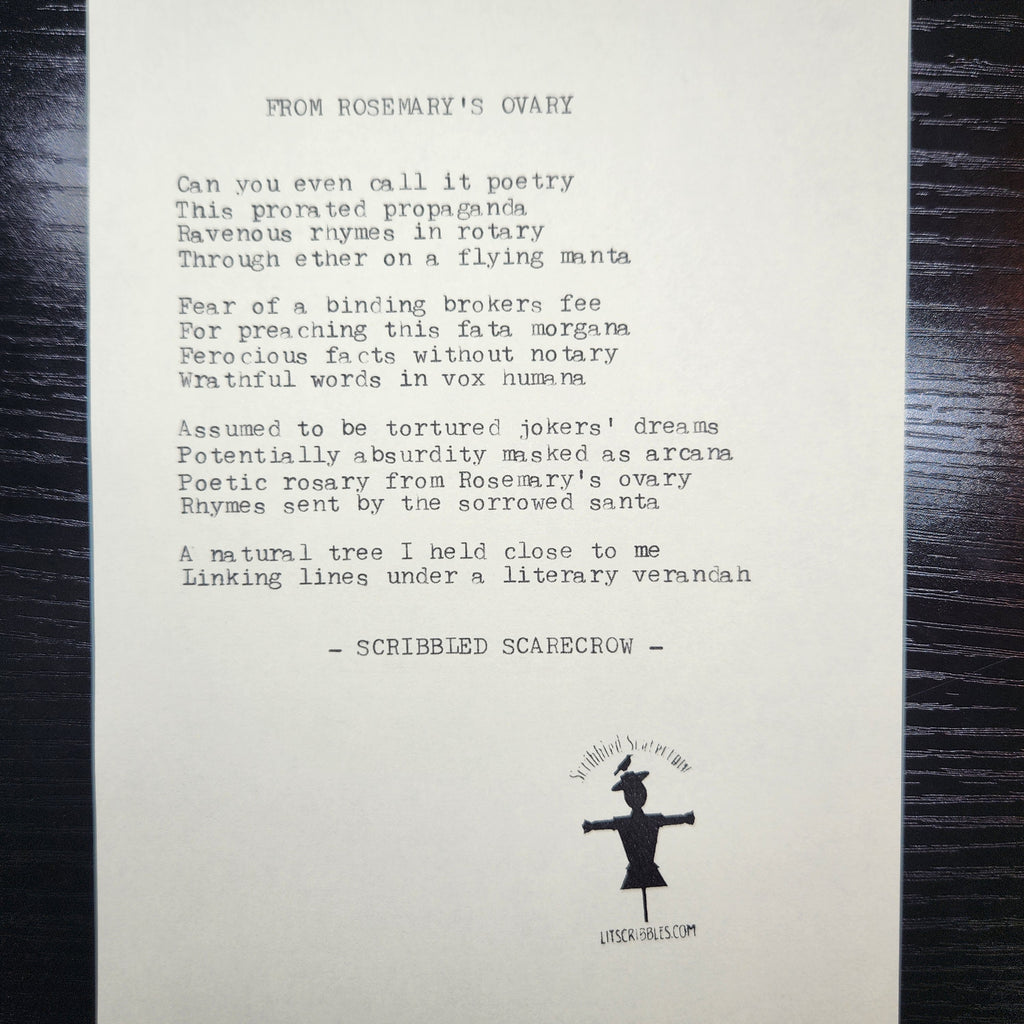 FROM ROSEMARY'S OVARY
Can you even call it poetry
This prorated propaganda
Ravenous rhymes in rotary
Through ether on a flying manta
Fear of a binding brokers fee
For preaching this fata morgana
Ferocious facts without notary
Wrathful words in vox humana
Assumed to be tortured jokers' dreams
Potentially absurdity masked as arcana
Poetic rosary from Rosemary's ovary
Rhymes sent by the sorrowed santa
A natural tree I held close to me
Linking lines under a literary verandah
- SCRIBBLED SCARECROW -
Scribbled Scarecrow
LITSCRIBBLES.COM